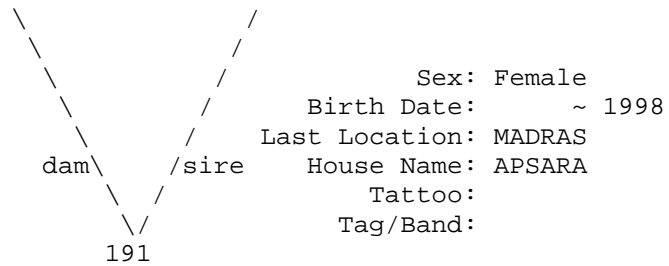 Sex: Female
Birth Date: ~ 1998
Last Location: MADRAS
dam\ /sire House Name: APSARA
Tattoo:
Tag/Band:
191